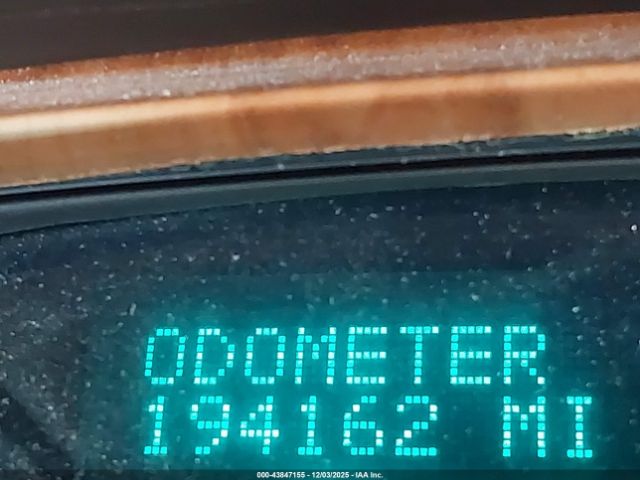 ODOMETER
194162 MI
000-43847155 - 12/03/2025 - IAA Inc.